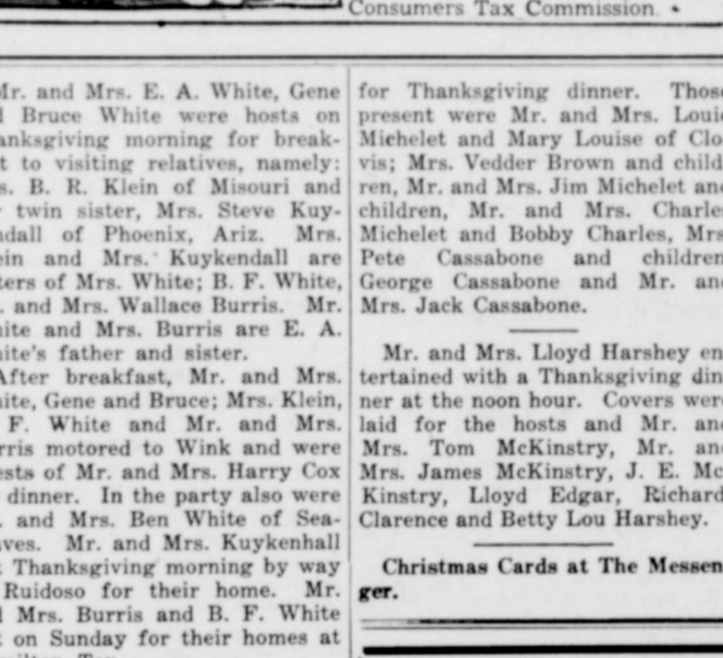 Consumers Tax Commission.
Mr. and Mrs. E. A. White, Gene
Bruce White were hosts on
anksgiving morning for break-
t to visiting relatives, namely:
s. B. R. Klein of Misouri and
twin sister, Mrs. Steve Kuy-
ndall of Phoenix, Ariz. Mrs.
ein and Mrs. Kuykendall are
ters of Mrs. White; B. F. White,
. and Mrs. Wallace Burris. Mr.
ite and Mrs. Burris are E. A.
ite's father and sister.
After breakfast, Mr. and Mrs.
ite, Gene and Bruce; Mrs. Klein,
F. White and Mr. and Mrs.
rris motored to Wink and were
ests of Mr. and Mrs. Harry Cox
dinner. In the party also were
. and Mrs. Ben White of Sea-
ves. Mr. and Mrs. Kuykenhall
t Thanksgiving morning by way
Ruidoso for their home. Mr.
Mrs. Burris and B. F. White
t on Sunday for their homes at
for Thanksgiving dinner. Those
present were Mr. and Mrs. Louie
Michelet and Mary Louise of Clo-
vis; Mrs. Vedder Brown and child-
ren, Mr. and Mrs. Jim Michelet and
children, Mr. and Mrs. Charles
Michelet and Bobby Charles, Mrs.
Pete Cassabone and children
George Cassabone and Mr. and
Mrs. Jack Cassabone.
Mr. and Mrs. Lloyd Harshey en-
tertained with a Thanksgiving din-
ner at the noon hour. Covers were
laid for the hosts and Mr. and
Mrs. Tom McKinstry, Mr. and
Mrs. James McKinstry, J. E. Mc-
Kinstry, Lloyd Edgar, Richard
Clarence and Betty Lou Harshey.
Christmas Cards at The Messen-
ger.